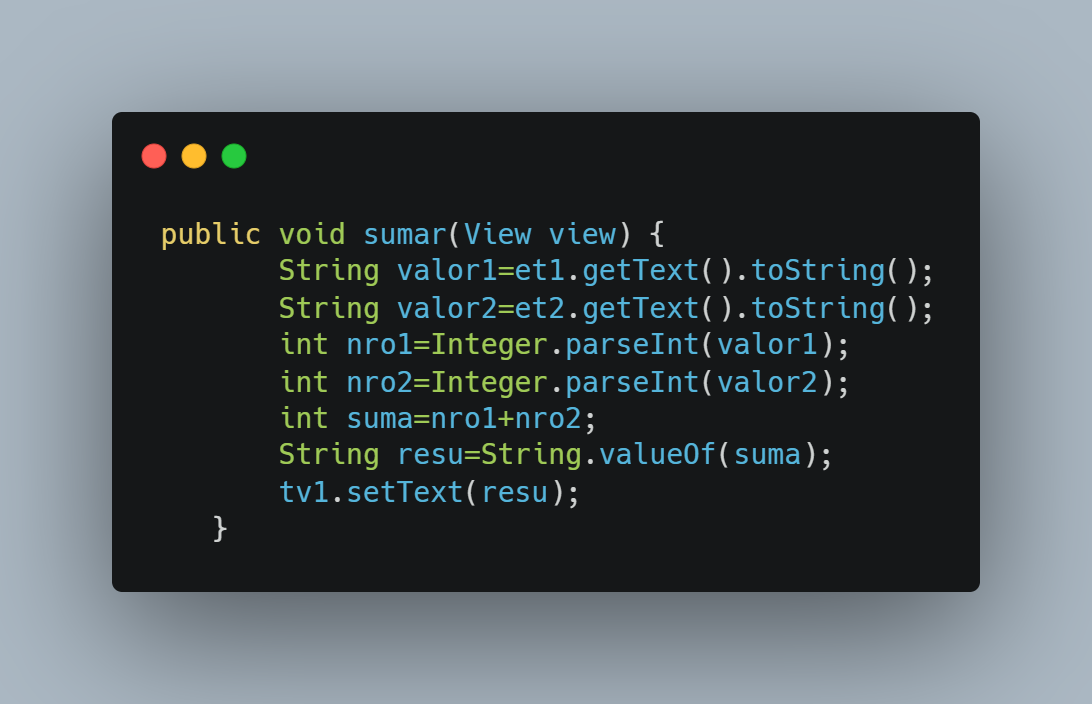 public void sumar(View view) {
String valor1=et1.getText().toString();
String valor2=et2.getText().toString();
int nro1=Integer.parseInt(valor1);
int nro2=Integer.parseInt(valor2);
int suma=nro1+nro2;
String resu=String.valueOf(suma);
tv1.setText(resu);
}